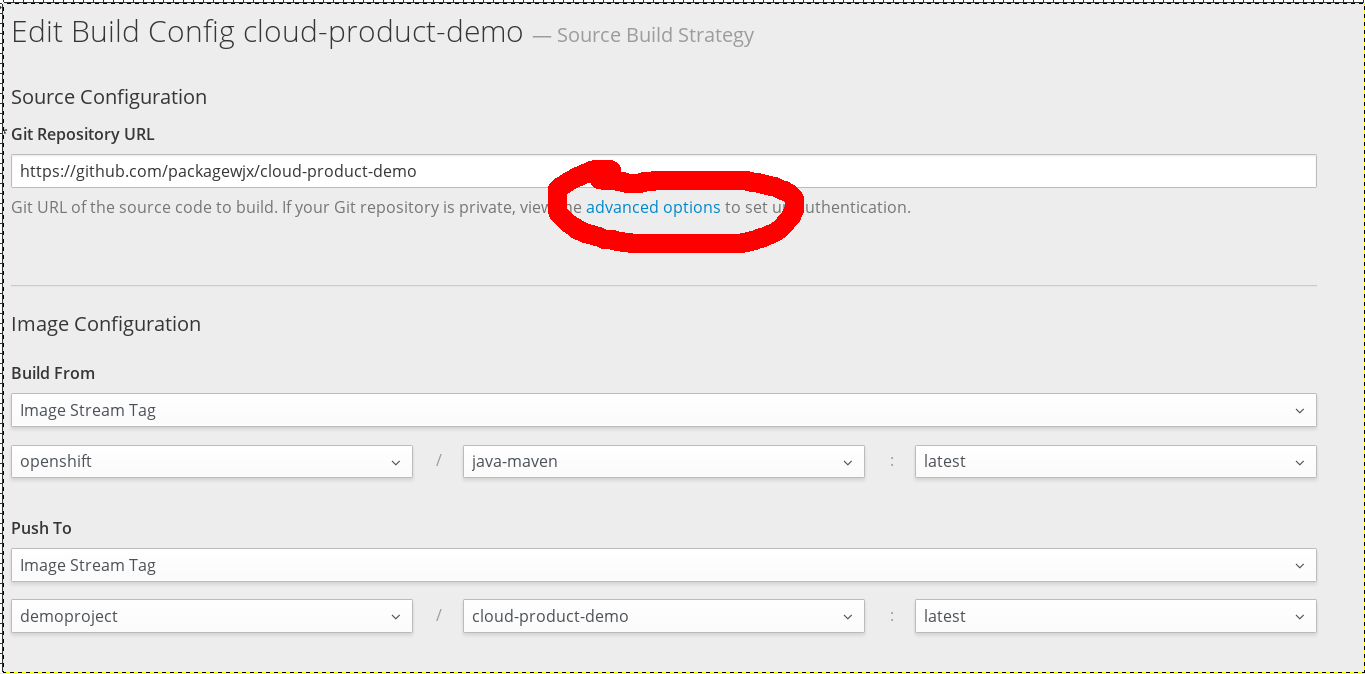 Edit Build Config cloud-product-demo — Source Build Strategy
Source Configuration
* Git Repository URL
https://github.com/packagewjx/cloud-product-demo
Git URL of the source code to build. If your Git repository is private, view advanced options to set authentication.
Image Configuration
Build From
Image Stream Tag
openshift / java-maven : latest
Push To
Image Stream Tag
demoproject / cloud-product-demo : latest